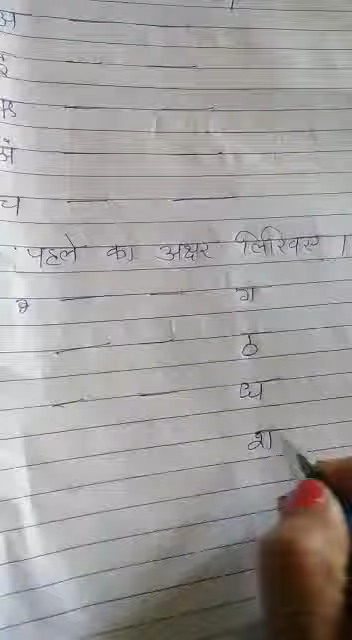 अ — —
ई — —
ङ — —
अं — —
च — —
पहले का अक्षर लिखिए ।
— — ग
— — ठ
— — ध
श